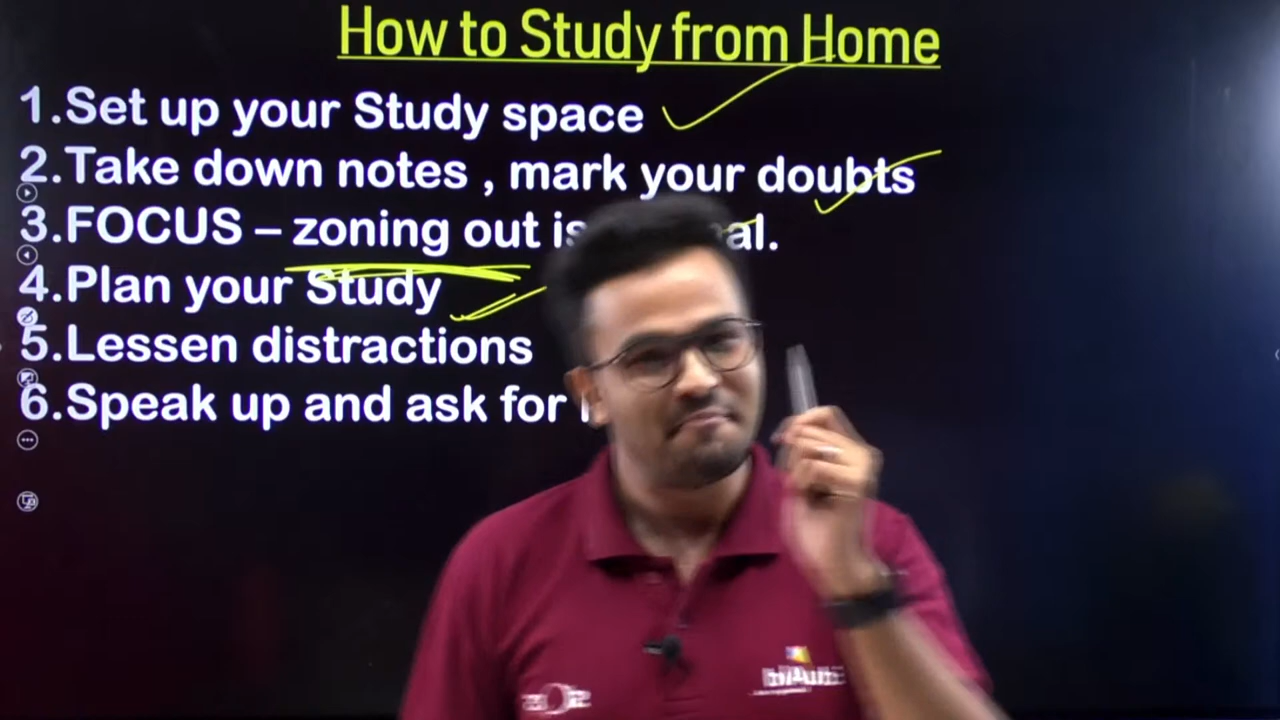 How to Study from Home
1.Set up your Study space
2.Take down notes , mark your doubts
3.FOCUS – zoning out is al.
4.Plan your Study
5.Lessen distractions
6.Speak up and ask for